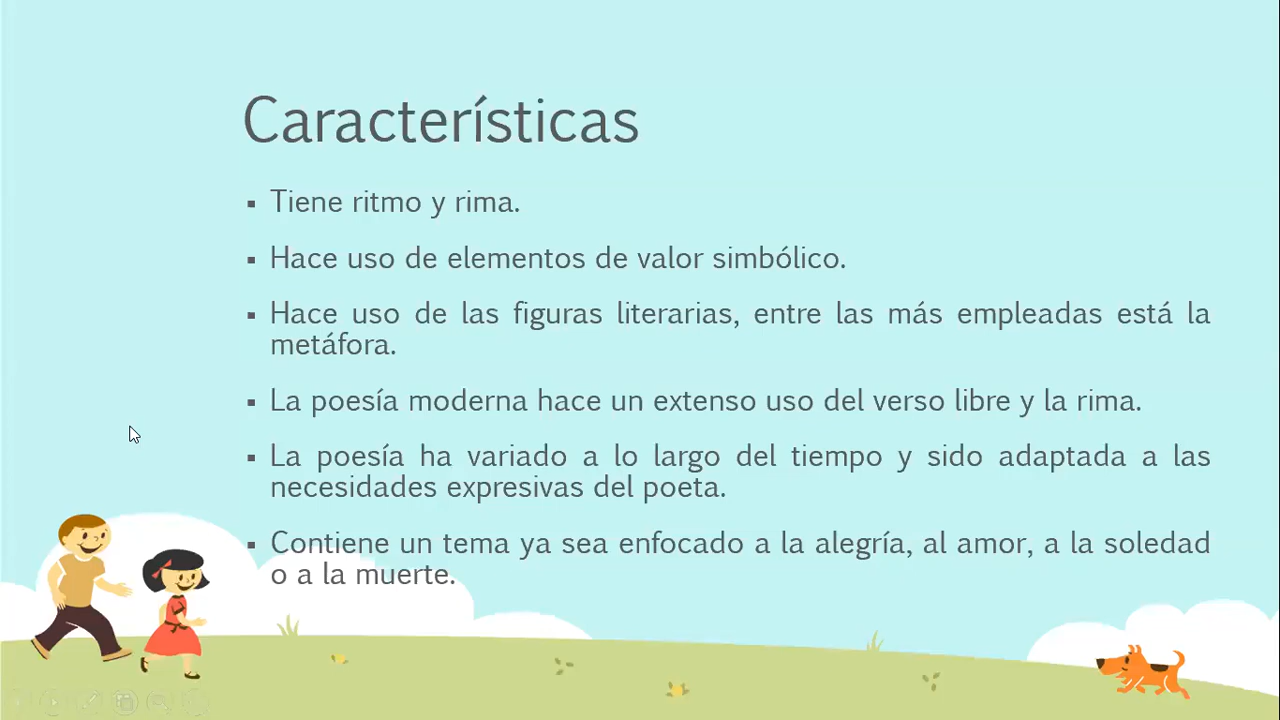 Características
▪ Tiene ritmo y rima.
▪ Hace uso de elementos de valor simbólico.
▪ Hace uso de las figuras literarias, entre las más empleadas está la
metáfora.
▪ La poesía moderna hace un extenso uso del verso libre y la rima.
▪ La poesía ha variado a lo largo del tiempo y sido adaptada a las
necesidades expresivas del poeta.
▪ Contiene un tema ya sea enfocado a la alegría, al amor, a la soledad
o a la muerte.